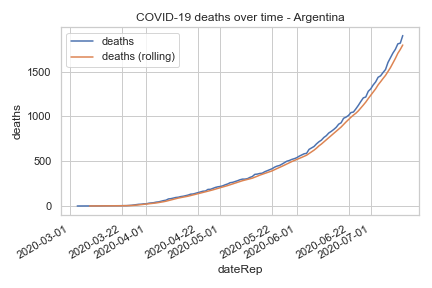 COVID-19 deaths over time - Argentina
deaths
deaths (rolling)
deaths
1500
1000
500
0
2020-03-01
2020-03-22
2020-04-01
2020-04-22
2020-05-01
2020-05-22
2020-06-01
2020-06-22
2020-07-01
dateRep